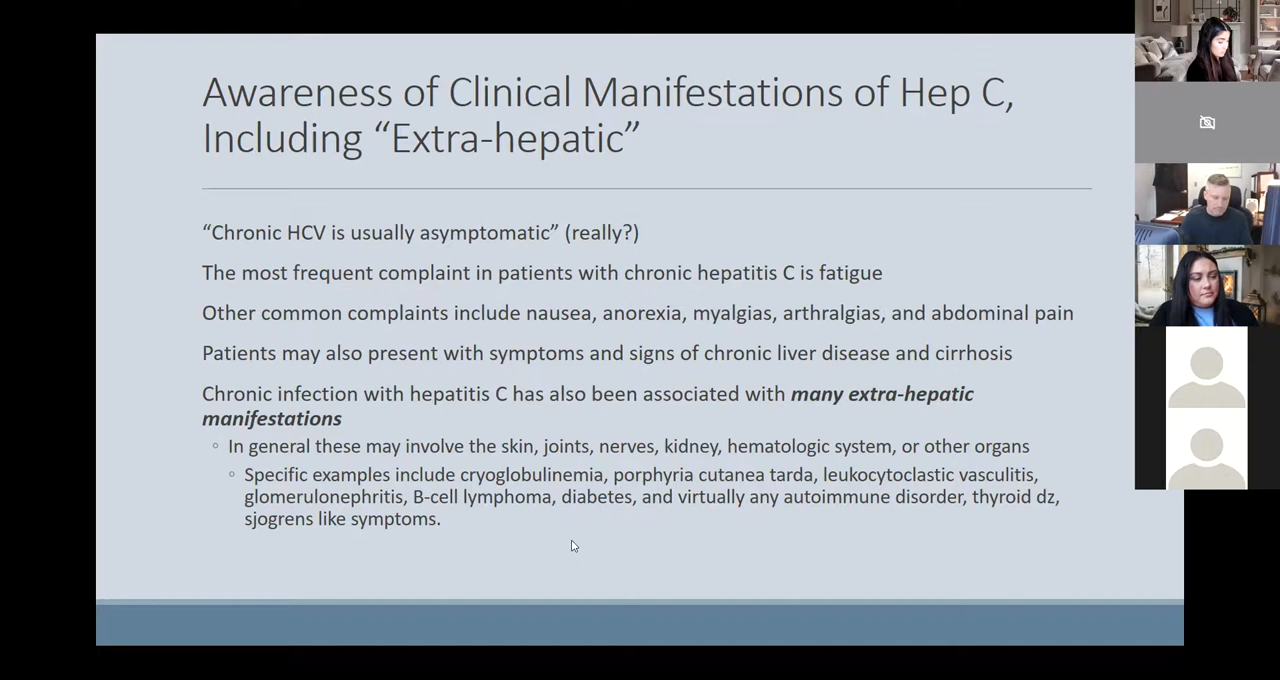 Awareness of Clinical Manifestations of Hep C,
Including “Extra-hepatic”
“Chronic HCV is usually asymptomatic” (really?)
The most frequent complaint in patients with chronic hepatitis C is fatigue
Other common complaints include nausea, anorexia, myalgias, arthralgias, and abdominal pain
Patients may also present with symptoms and signs of chronic liver disease and cirrhosis
Chronic infection with hepatitis C has also been associated with many extra-hepatic
manifestations
In general these may involve the skin, joints, nerves, kidney, hematologic system, or other organs
Specific examples include cryoglobulinemia, porphyria cutanea tarda, leukocytoclastic vasculitis,
glomerulonephritis, B-cell lymphoma, diabetes, and virtually any autoimmune disorder, thyroid dz,
sjogrens like symptoms.